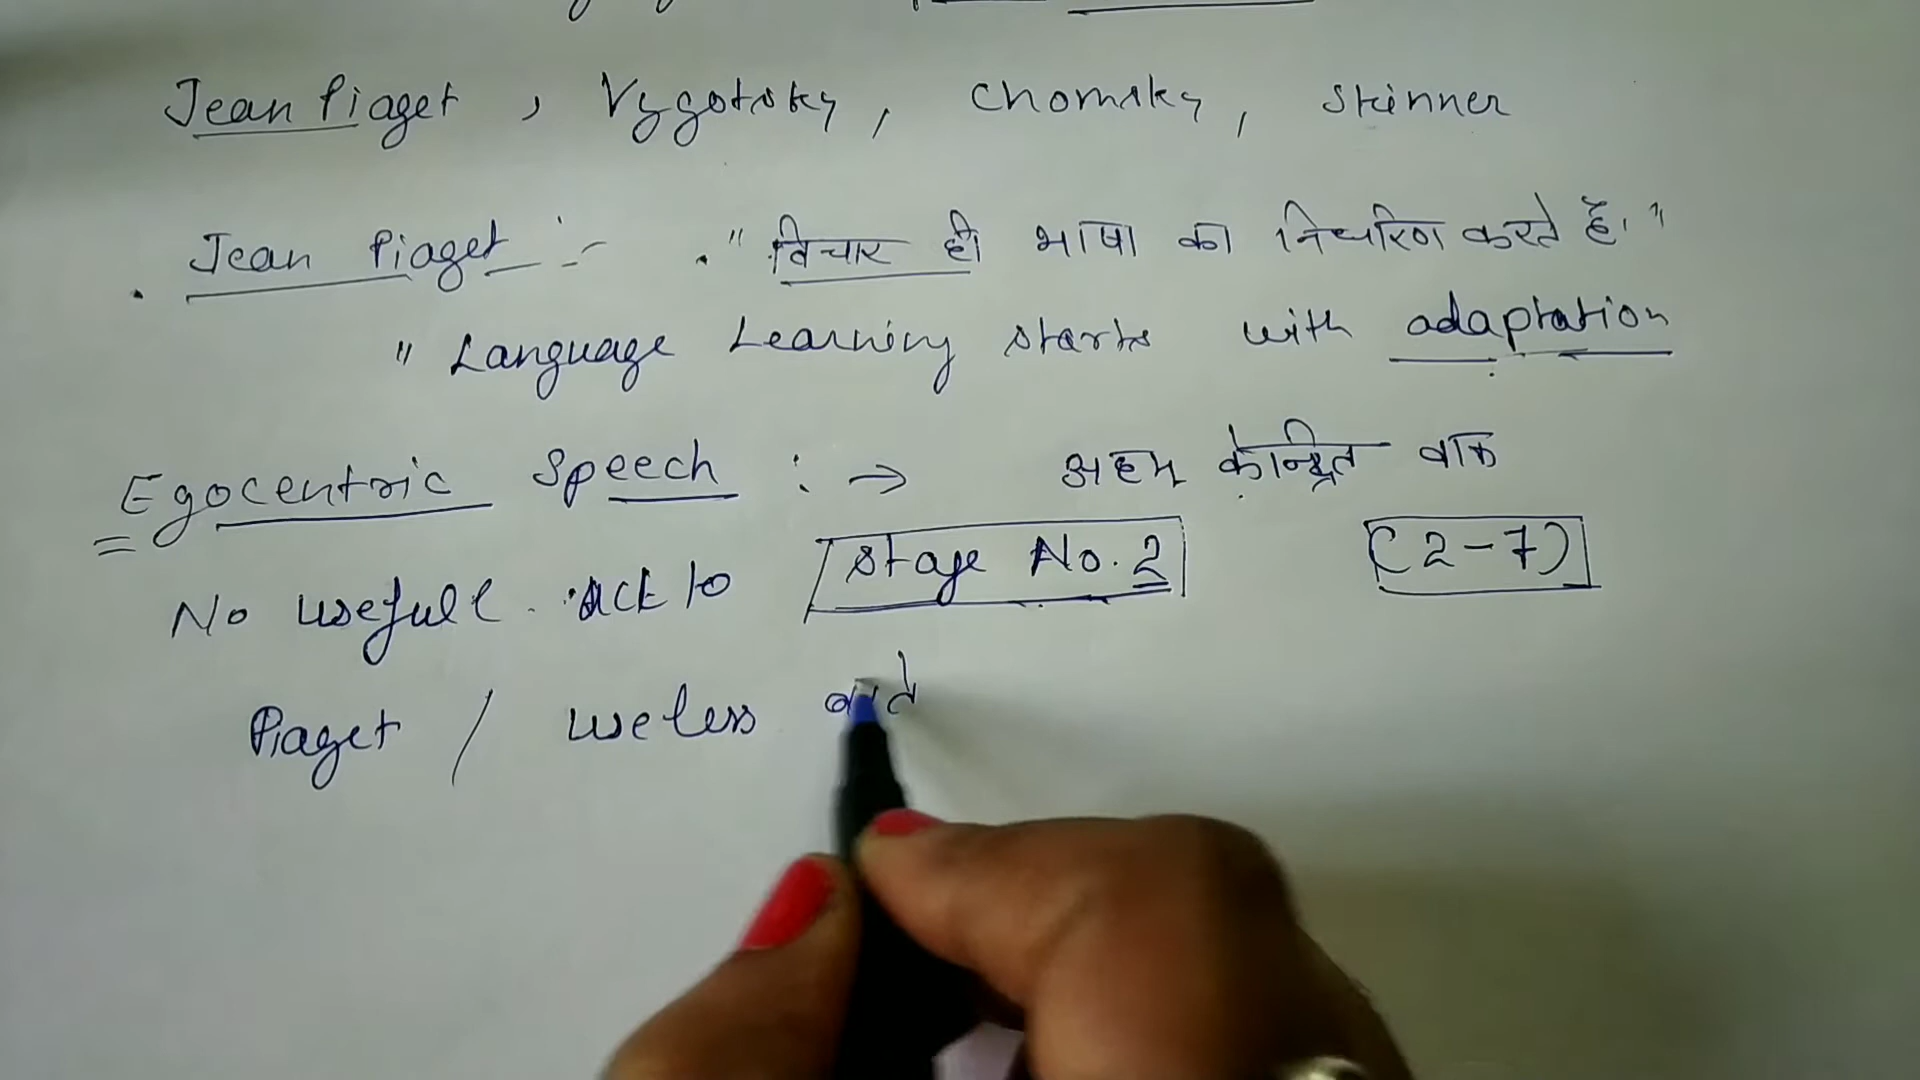 Jean Piaget , Vygotsky , Chomsky , Skinner
. Jean Piaget :- . "विचार ही भाषा का निर्धारण करते है।"
" Language Learning starts with adaptation
Egocentric Speech :→ अहम केन्द्रित वाक
No usefull ack to Stage No. 2 (2-7)
Piaget / useless बाते